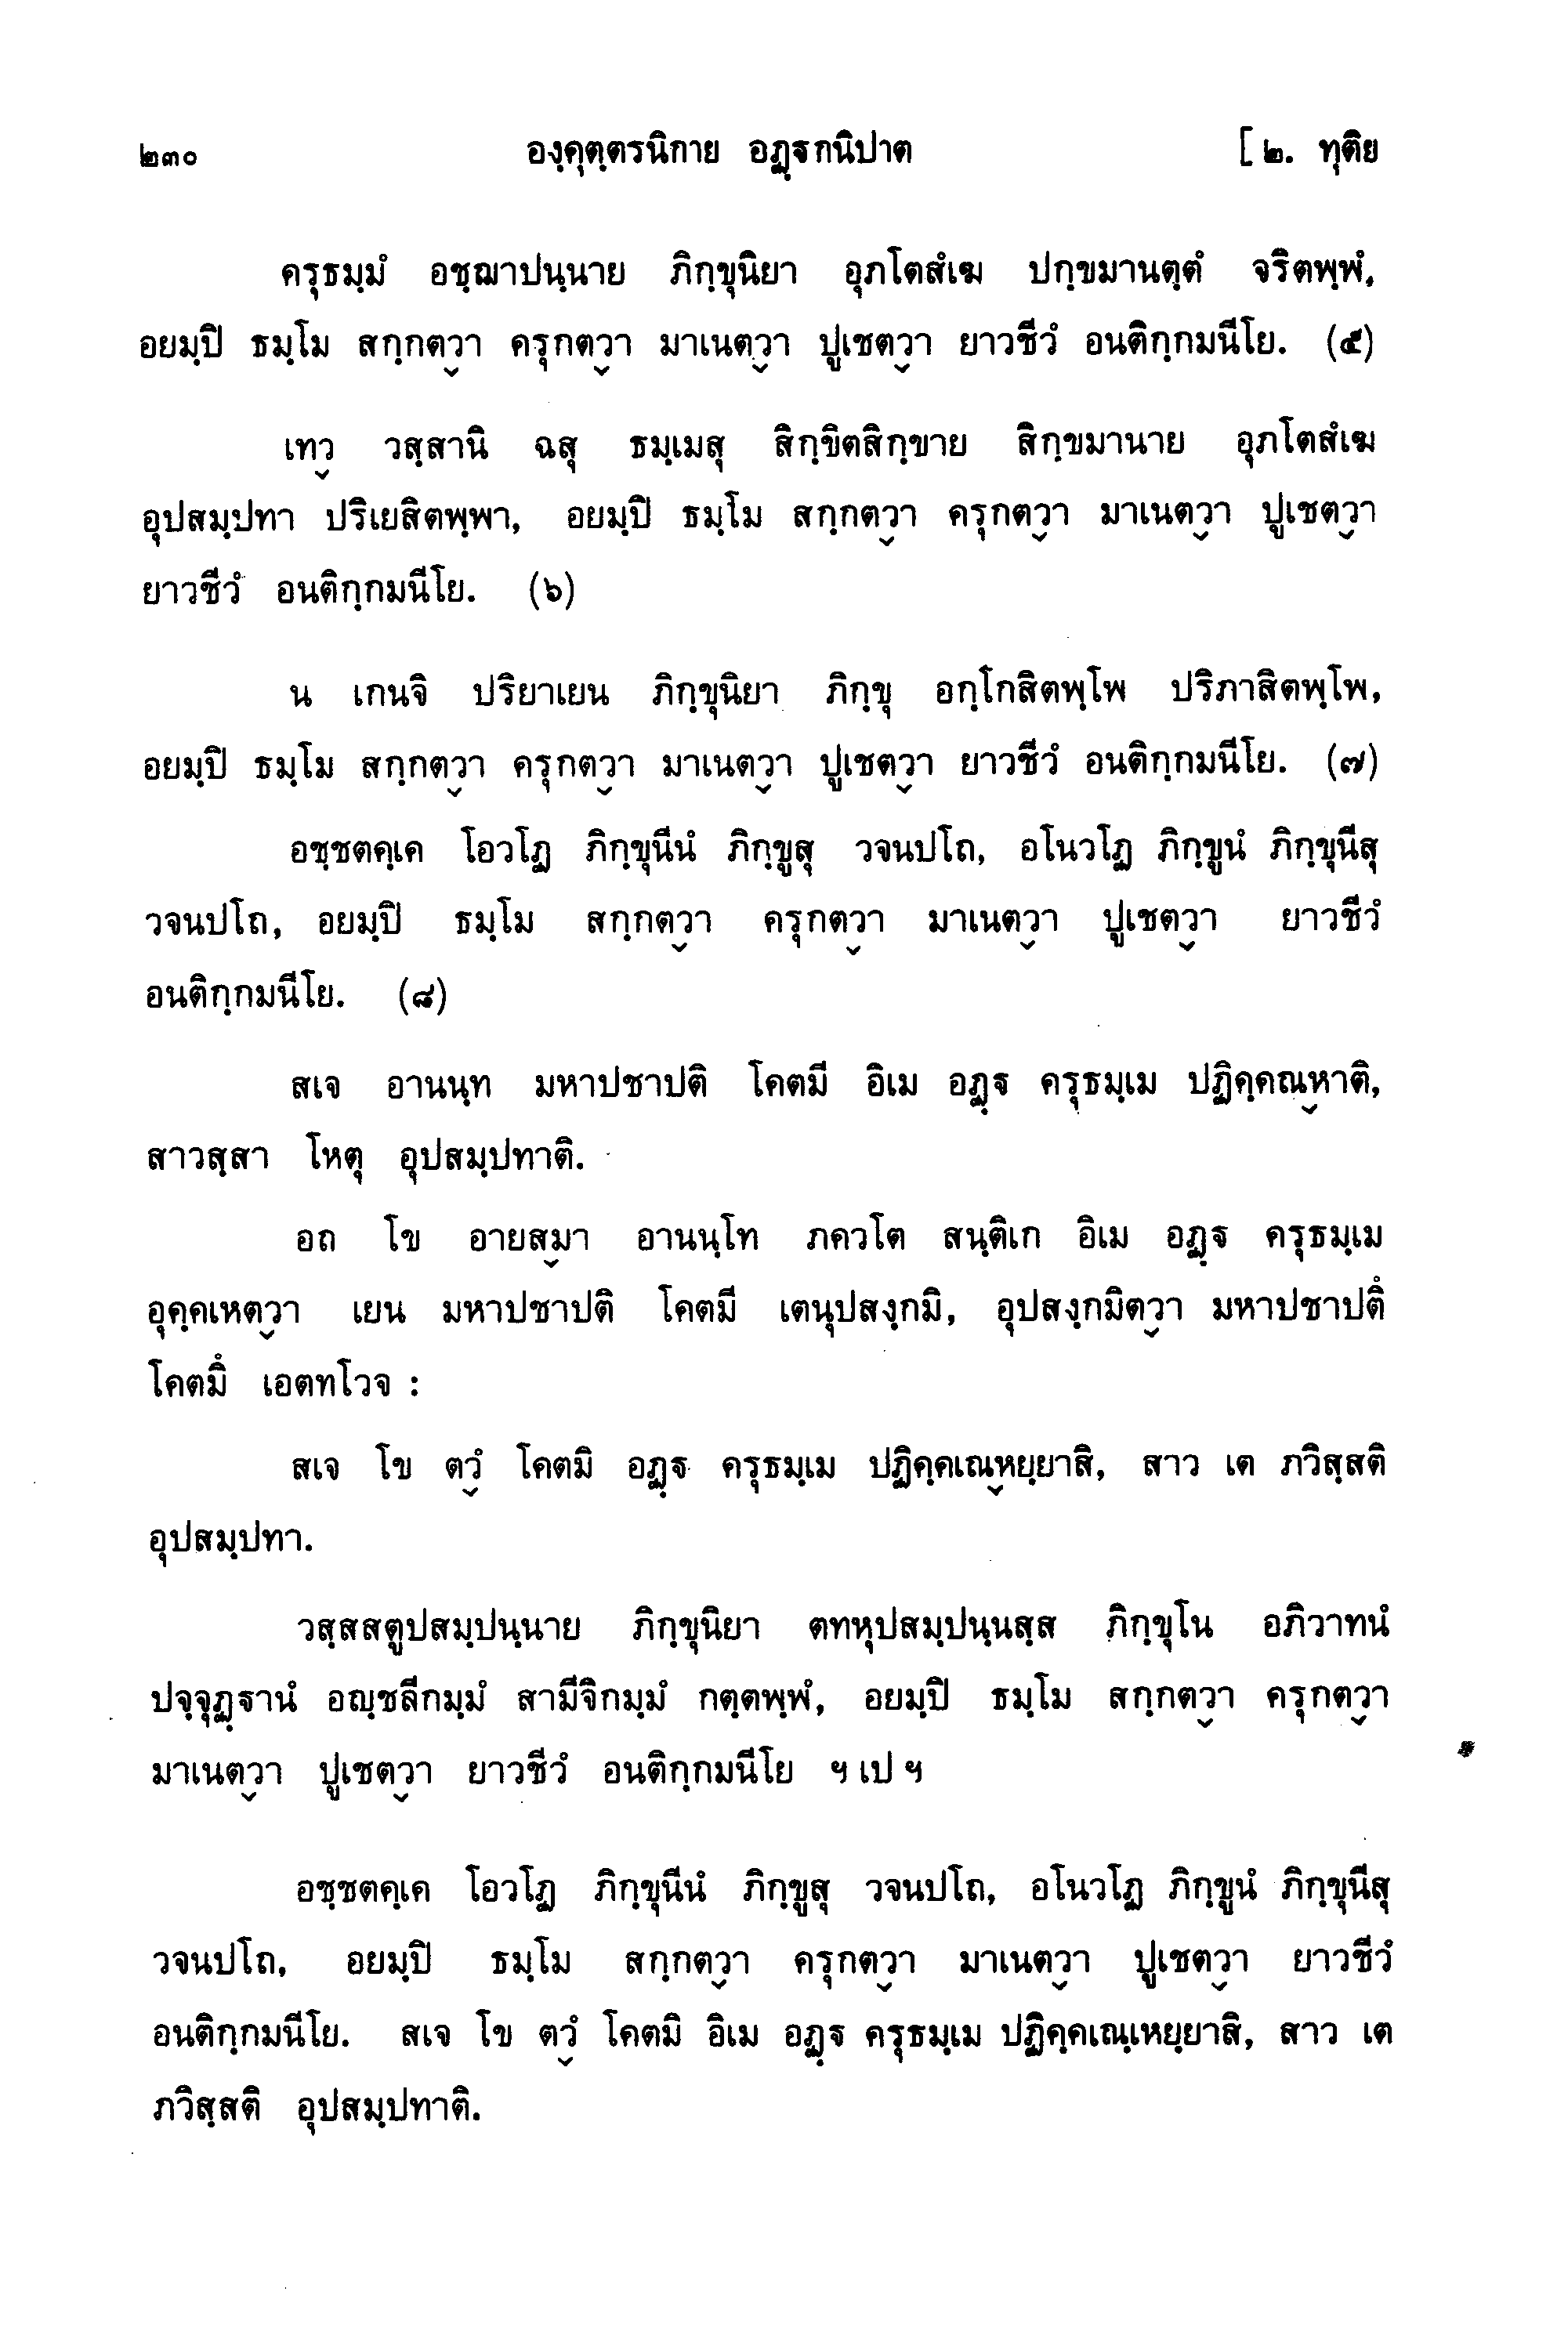 ๒๓๐ องฺคุตฺตรนิกาย อฏฺฐกนิปาต [ ๒. ทุติย
ครุธมฺมํ อชฺฌาปนฺนาย ภิกฺขุนิยา อุภโตสํเฆ ปกฺขมานตฺตํ จริตพฺพํ,
อยมฺปิ ธมฺโม สกฺกตฺวา ครุกตฺวา มาเนตฺวา ปูเชตฺวา ยาวชีวํ อนติกฺกมนีโย. (๕)
เทฺว วสฺสานิ ฉสุ ธมฺเมสุ สิกฺขิตสิกฺขาย สิกฺขมานาย อุภโตสํเฆ
อุปสมฺปทา ปริเยสิตพฺพา, อยมฺปิ ธมฺโม สกฺกตฺวา ครุกตฺวา มาเนตฺวา ปูเชตฺวา
ยาวชีวํ อนติกฺกมนีโย. (๖)
น เกนจิ ปริยาเยน ภิกฺขุนิยา ภิกฺขุ อกฺโกสิตพฺโพ ปริภาสิตพฺโพ,
อยมฺปิ ธมฺโม สกฺกตฺวา ครุกตฺวา มาเนตฺวา ปูเชตฺวา ยาวชีวํ อนติกฺกมนีโย. (๗)
อชฺชตคฺเค โอวโฏ ภิกฺขุนีนํ ภิกฺขูสุ วจนปโถ, อโนวโฏ ภิกฺขูนํ ภิกฺขุนีสุ
วจนปโถ, อยมฺปิ ธมฺโม สกฺกตฺวา ครุกตฺวา มาเนตฺวา ปูเชตฺวา ยาวชีวํ
อนติกฺกมนีโย. (๘)
สเจ อานนฺท มหาปชาปติ โคตมี อิเม อฏฺฐ ครุธมฺเม ปฏิคฺคณฺหาติ,
สาวสฺสา โหตุ อุปสมฺปทาติ.
อถ โข อายสฺมา อานนฺโท ภควโต สนฺติเก อิเม อฏฺฐ ครุธมฺเม
อุคฺคเหตฺวา เยน มหาปชาปติ โคตมี เตนุปสงฺกมิ, อุปสงฺกมิตฺวา มหาปชาปตึ
โคตมึ เอตทโวจ :
สเจ โข ตฺวํ โคตมิ อฏฺฐ ครุธมฺเม ปฏิคฺคเณฺหยฺยาสิ, สาว เต ภวิสฺสติ
อุปสมฺปทา.
วสฺสสตูปสมฺปนฺนาย ภิกฺขุนิยา ตทหุปสมฺปนฺนสฺส ภิกฺขุโน อภิวาทนํ
ปจฺจุฏฺฐานํ อญฺชลีกมฺมํ สามีจิกมฺมํ กตฺตพฺพํ, อยมฺปิ ธมฺโม สกฺกตฺวา ครุกตฺวา
มาเนตฺวา ปูเชตฺวา ยาวชีวํ อนติกฺกมนีโย ฯ เป ฯ
อชฺชตคฺเค โอวโฏ ภิกฺขุนีนํ ภิกฺขูสุ วจนปโถ, อโนวโฏ ภิกฺขูนํ ภิกฺขุนีสุ
วจนปโถ, อยมฺปิ ธมฺโม สกฺกตฺวา ครุกตฺวา มาเนตฺวา ปูเชตฺวา ยาวชีวํ
อนติกฺกมนีโย. สเจ โข ตฺวํ โคตมิ อิเม อฏฺฐ ครุธมฺเม ปฏิคฺคเณฺเหยฺยาสิ, สาว เต
ภวิสฺสติ อุปสมฺปทาติ.